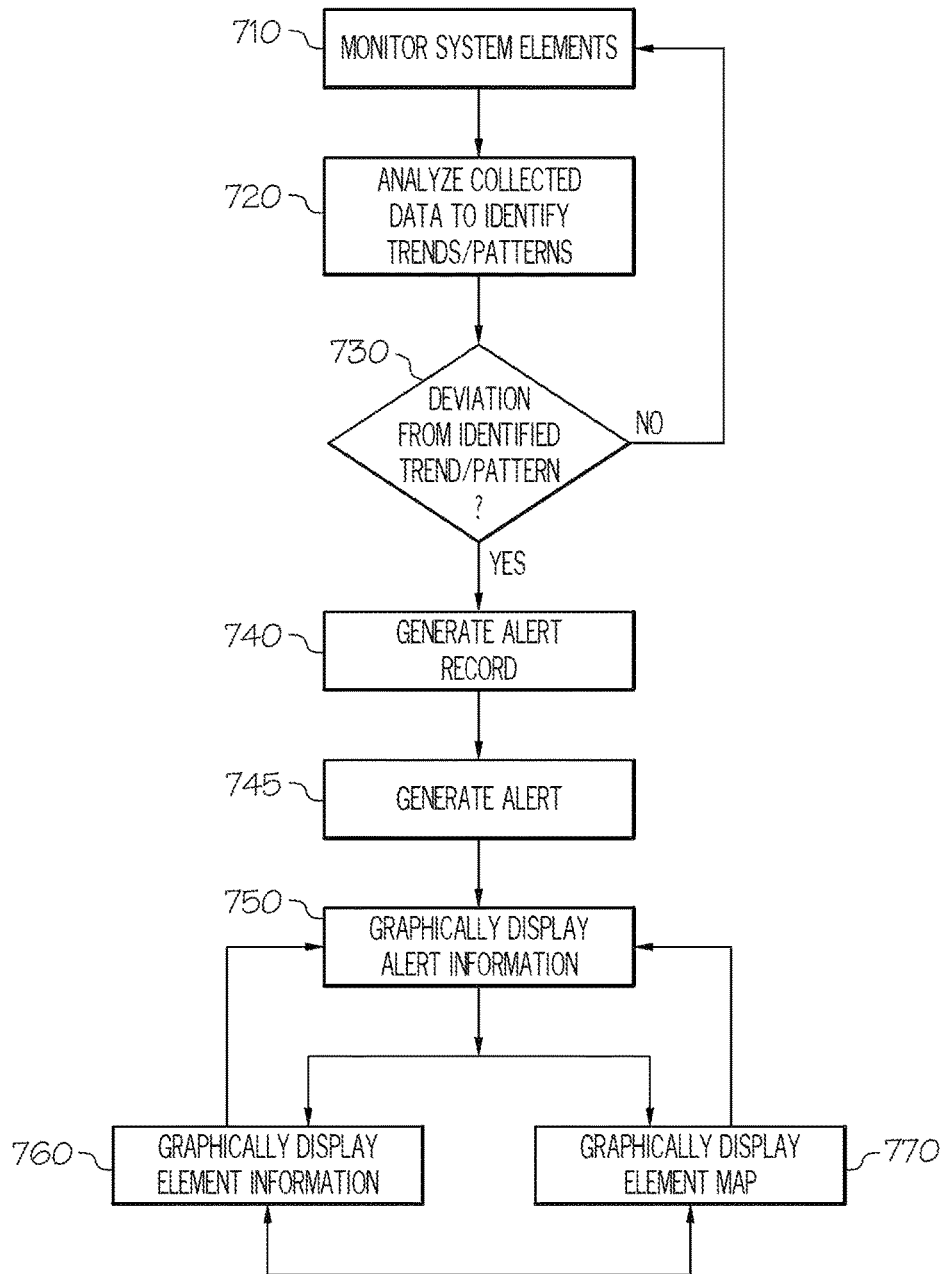 710
MONITOR SYSTEM ELEMENTS
720
ANALYZE COLLECTED
DATA TO IDENTIFY
TRENDS/PATTERNS
730
DEVIATION
FROM IDENTIFIED
TREND/PATTERN
?
NO
YES
740
GENERATE ALERT
RECORD
745
GENERATE ALERT
750
GRAPHICALLY DISPLAY
ALERT INFORMATION
760
GRAPHICALLY DISPLAY
ELEMENT INFORMATION
GRAPHICALLY DISPLAY
ELEMENT MAP
770